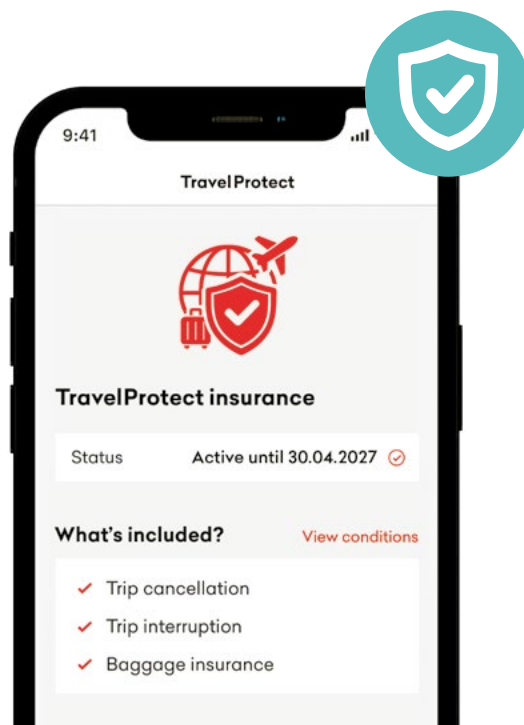 9:41
TravelProtect
TravelProtect insurance
Status Active until 30.04.2027
What's included? View conditions
Trip cancellation
Trip interruption
Baggage insurance